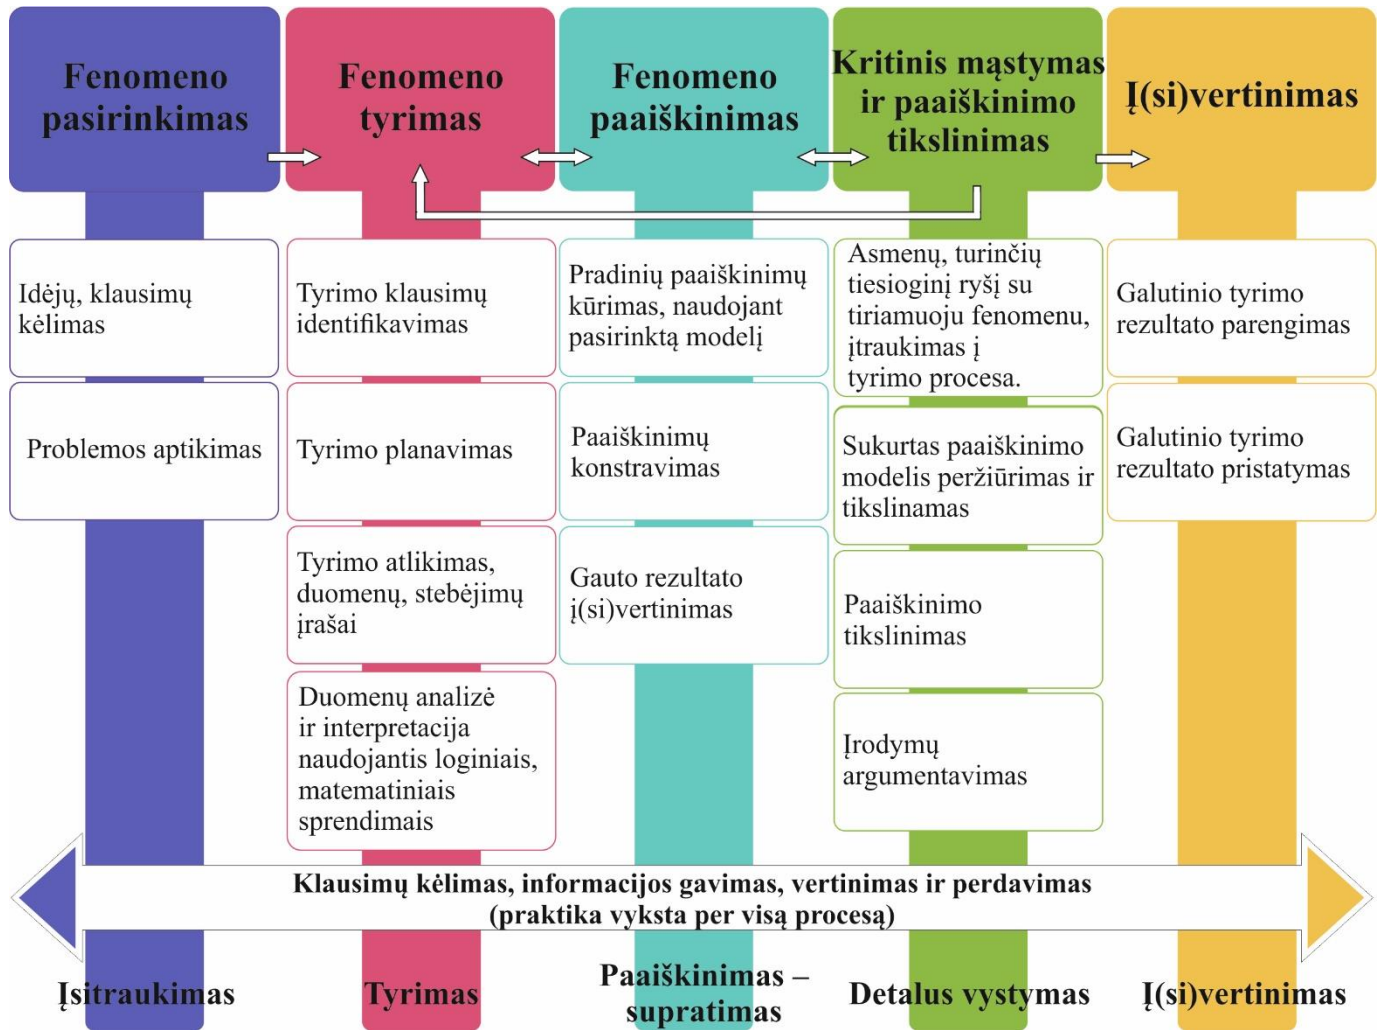 Fenomeno
pasirinkimas
Fenomeno
tyrimas
Fenomeno
paaiškinimas
Kritinis mąstymas
ir paaiškinimo
tikslinimas
Į(si)vertinimas
Idėjų, klausimų
kėlimas
Problemos aptikimas
Tyrimo klausimų
identifikavimas
Tyrimo planavimas
Tyrimo atlikimas,
duomenų, stebėjimų
įrašai
Duomenų analizė
ir interpretacija
naudojantis loginiais,
matematiniais
sprendimais
Pradinių paaiškinimų
kūrimas, naudojant
pasirinktą modelį
Paaiškinimų
konstravimas
Gauto rezultato
į(si)vertinimas
Asmenų, turinčių
tiesioginį ryšį su
tiriamuoju fenomenu,
įtraukimas į
tyrimo procesa.
Sukurtas paaiškinimo
modelis peržiūrimas ir
tikslinamas
Paaiškinimo
tikslinimas
Įrodymų
argumentavimas
Galutinio tyrimo
rezultato parengimas
Galutinio tyrimo
rezultato pristatymas
Klausimų kėlimas, informacijos gavimas, vertinimas ir perdavimas
(praktika vyksta per visą procesą)
Įsitraukimas
Tyrimas
Paaiškinimas –
supratimas
Detalus vystymas
Į(si)vertinimas